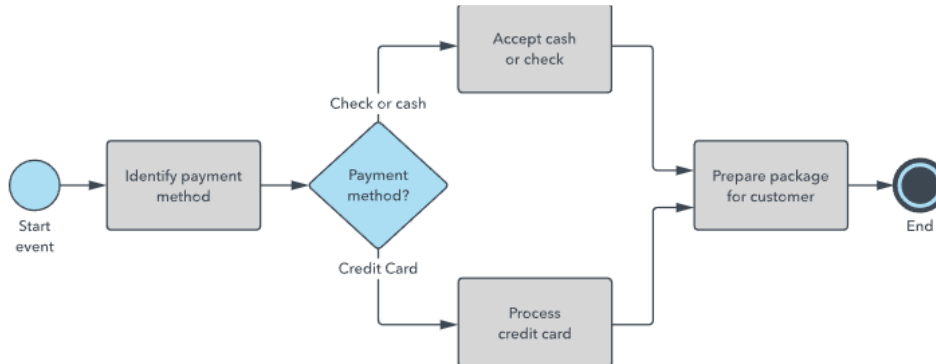 Accept cash
or check
Check or cash
Identify payment
method
Payment
method?
Prepare package
for customer
Start
event
End
Credit Card
Process
credit card